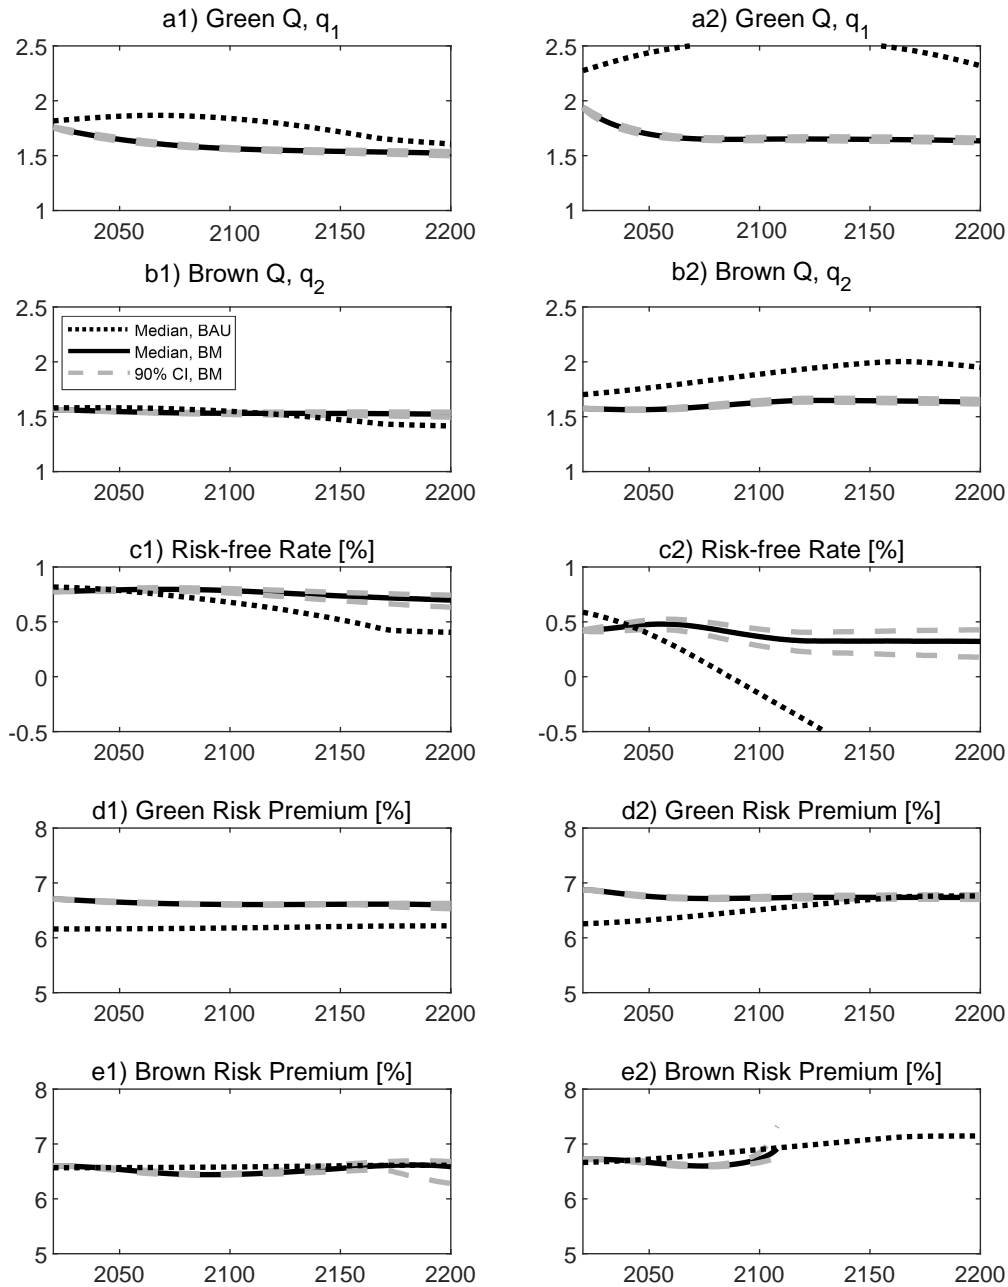 a1) Green Q, q1
2.5
2
1.5
1
2050 2100 2150 2200
a2) Green Q, q1
2.5
2
1.5
1
2050 2100 2150 2200
b1) Brown Q, q2
2.5
2
1.5
1
Median, BAU
Median, BM
90% CI, BM
2050 2100 2150 2200
b2) Brown Q, q2
2.5
2
1.5
1
2050 2100 2150 2200
c1) Risk-free Rate [%]
1
0.5
0
-0.5
2050 2100 2150 2200
c2) Risk-free Rate [%]
1
0.5
0
-0.5
2050 2100 2150 2200
d1) Green Risk Premium [%]
8
7
6
5
2050 2100 2150 2200
d2) Green Risk Premium [%]
8
7
6
5
2050 2100 2150 2200
e1) Brown Risk Premium [%]
8
7
6
5
2050 2100 2150 2200
e2) Brown Risk Premium [%]
8
7
6
5
2050 2100 2150 2200